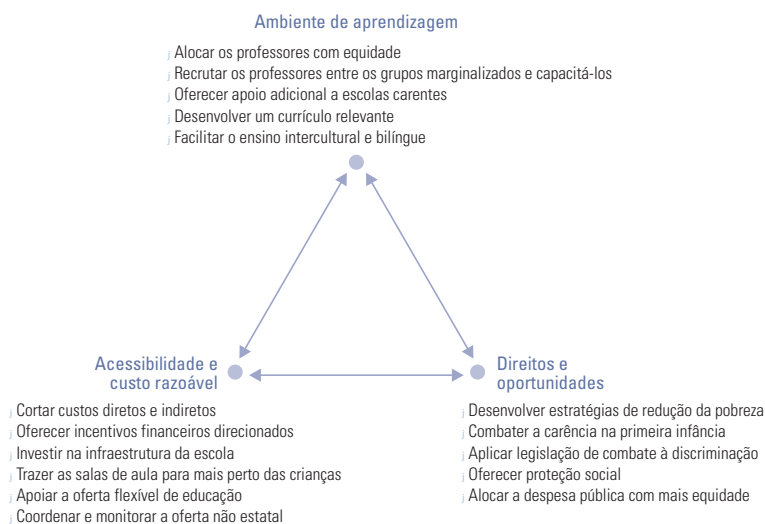 Ambiente de aprendizagem
j Alocar os professores com equidade
j Recrutar os professores entre os grupos marginalizados e capacitá-los
j Oferecer apoio adicional a escolas carentes
j Desenvolver um currículo relevante
j Facilitar o ensino intercultural e bilíngue
Acessibilidade e
custo razoável
j Cortar custos diretos e indiretos
j Oferecer incentivos financeiros direcionados
j Investir na infraestrutura da escola
j Trazer as salas de aula para mais perto das crianças
j Apoiar a oferta flexível de educação
j Coordenar e monitorar a oferta não estatal
Direitos e
oportunidades
j Desenvolver estratégias de redução da pobreza
j Combater a carência na primeira infância
j Aplicar legislação de combate à discriminação
j Oferecer proteção social
j Alocar a despesa pública com mais equidade